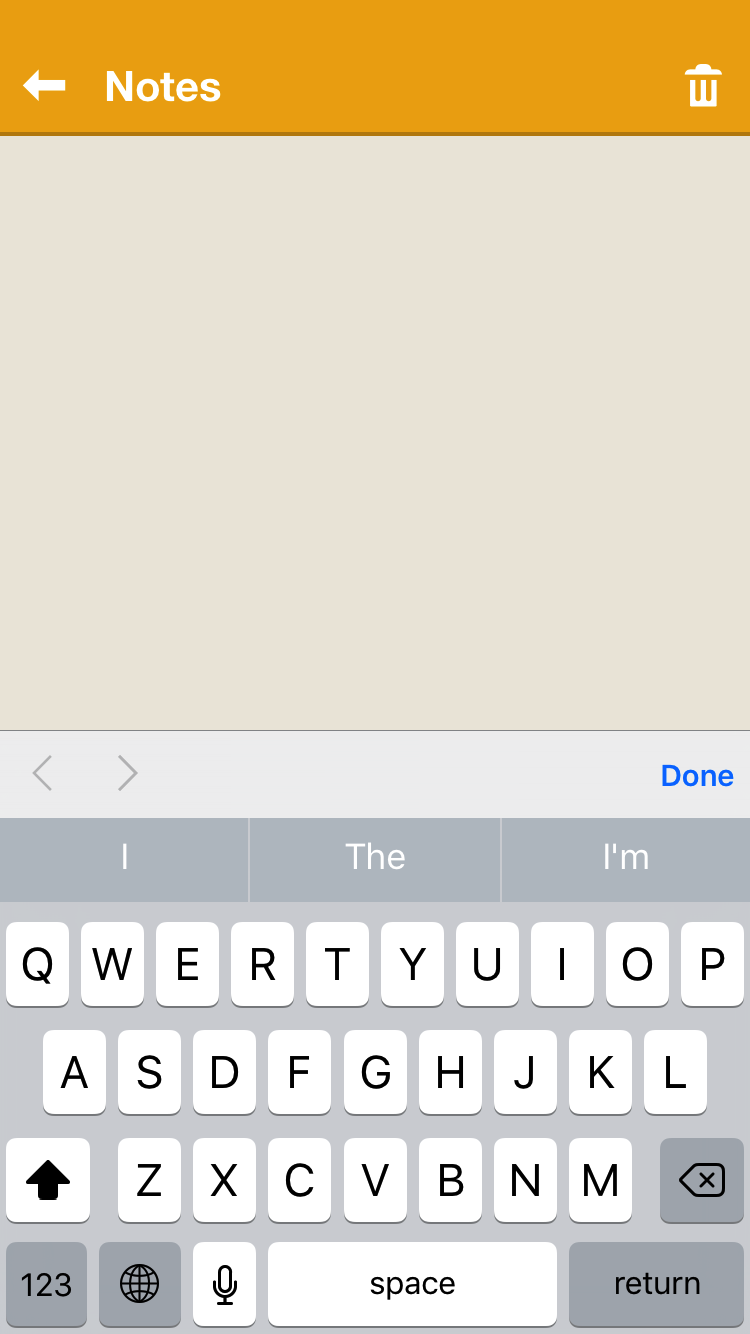 Notes
Done
I The I'm
Q W E R T Y U I O P
A S D F G H J K L
Z X C V B N M
123 space return